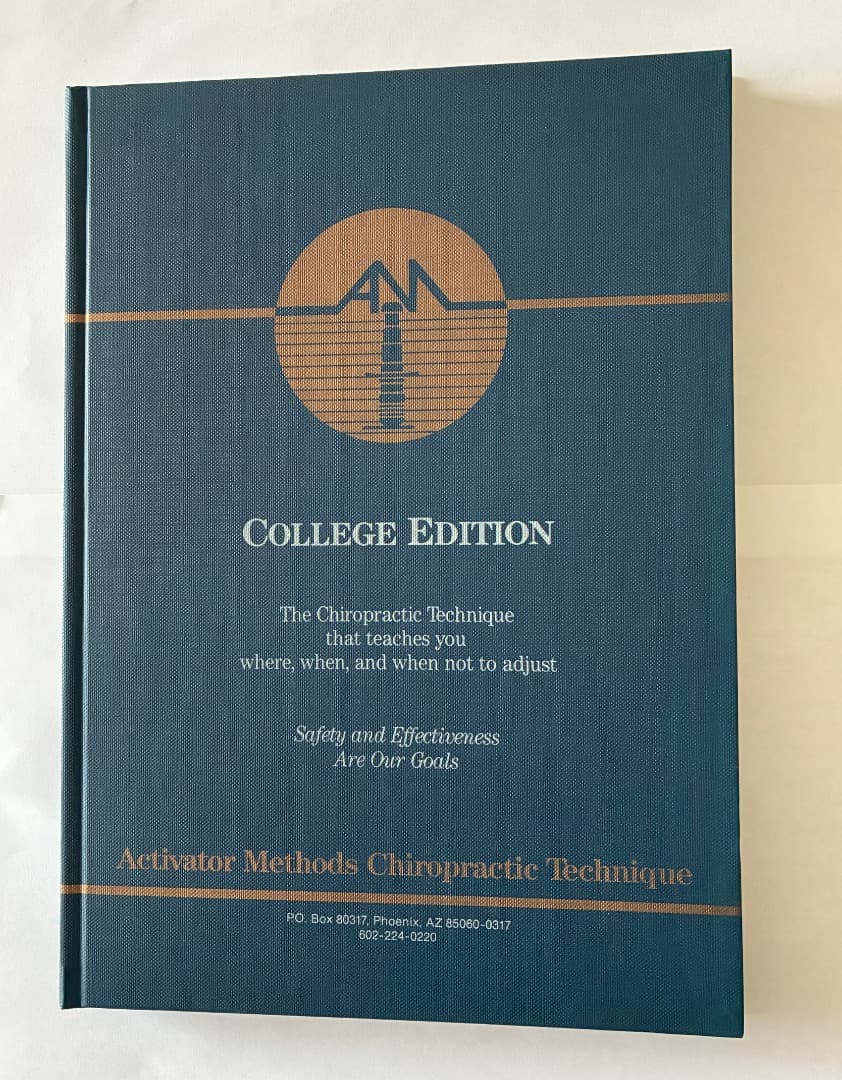 AM
COLLEGE EDITION
The Chiropractic Technique
that teaches you
where, when, and when not to adjust
Safety and Effectiveness
Are Our Goals
Activator Methods Chiropractic Technique
P.O. Box 80317, Phoenix, AZ 85060-0317
602-224-0220